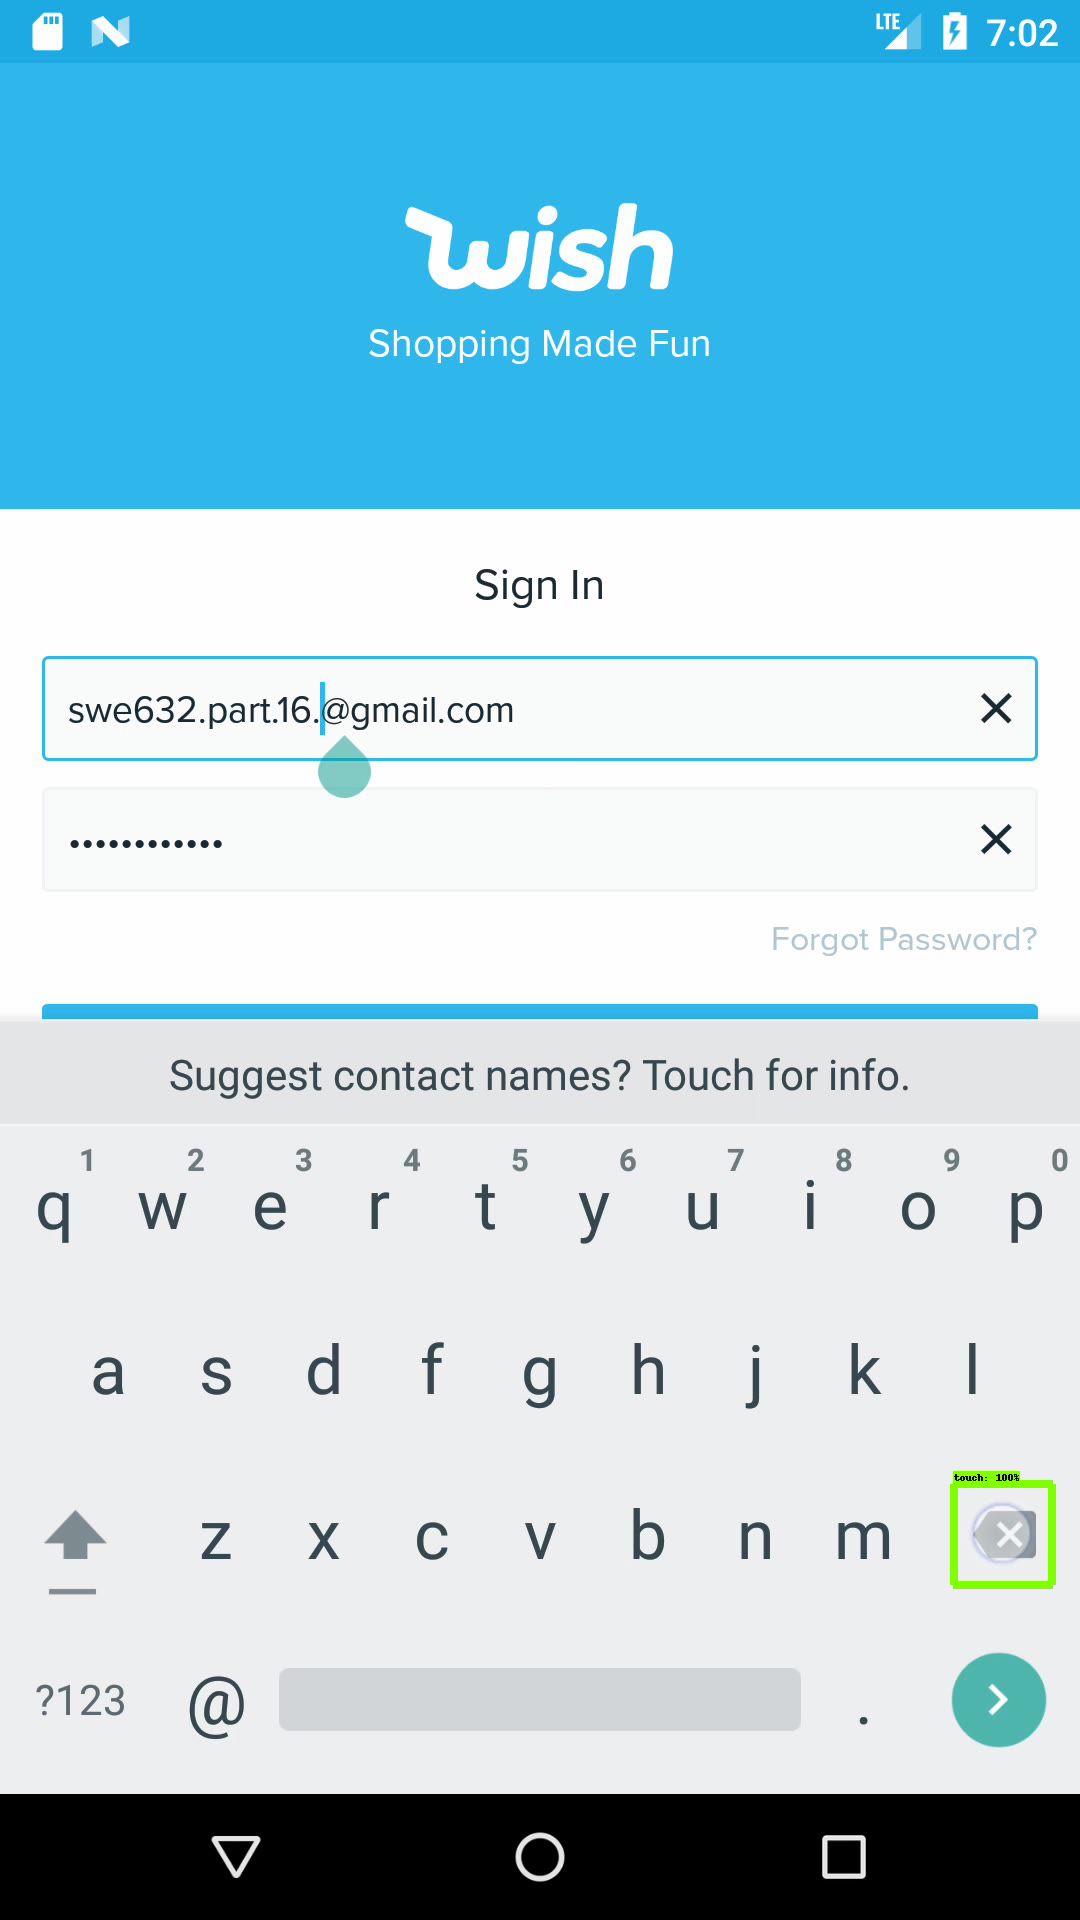 LTE 7:02
wish
Shopping Made Fun
Sign In
swe632.part.16.@gmail.com
••••••••••••
Forgot Password?
Suggest contact names? Touch for info.
1 2 3 4 5 6 7 8 9 0
q w e r t y u i o p
a s d f g h j k l
touch: 100%
z x c v b n m
?123 @ .